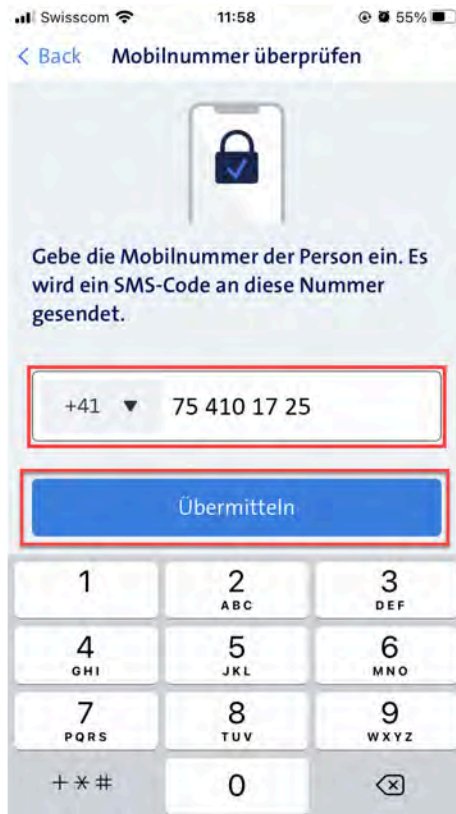 Swisscom 11:58 55%
Back Mobilnummer überprüfen
Gebe die Mobilnummer der Person ein. Es
wird ein SMS-Code an diese Nummer
gesendet.
+41 ▼ 75 410 17 25
Übermitteln
1 2 3
ABC DEF
4 5 6
GHI JKL MNO
7 8 9
PQRS TUV WXYZ
+ * # 0